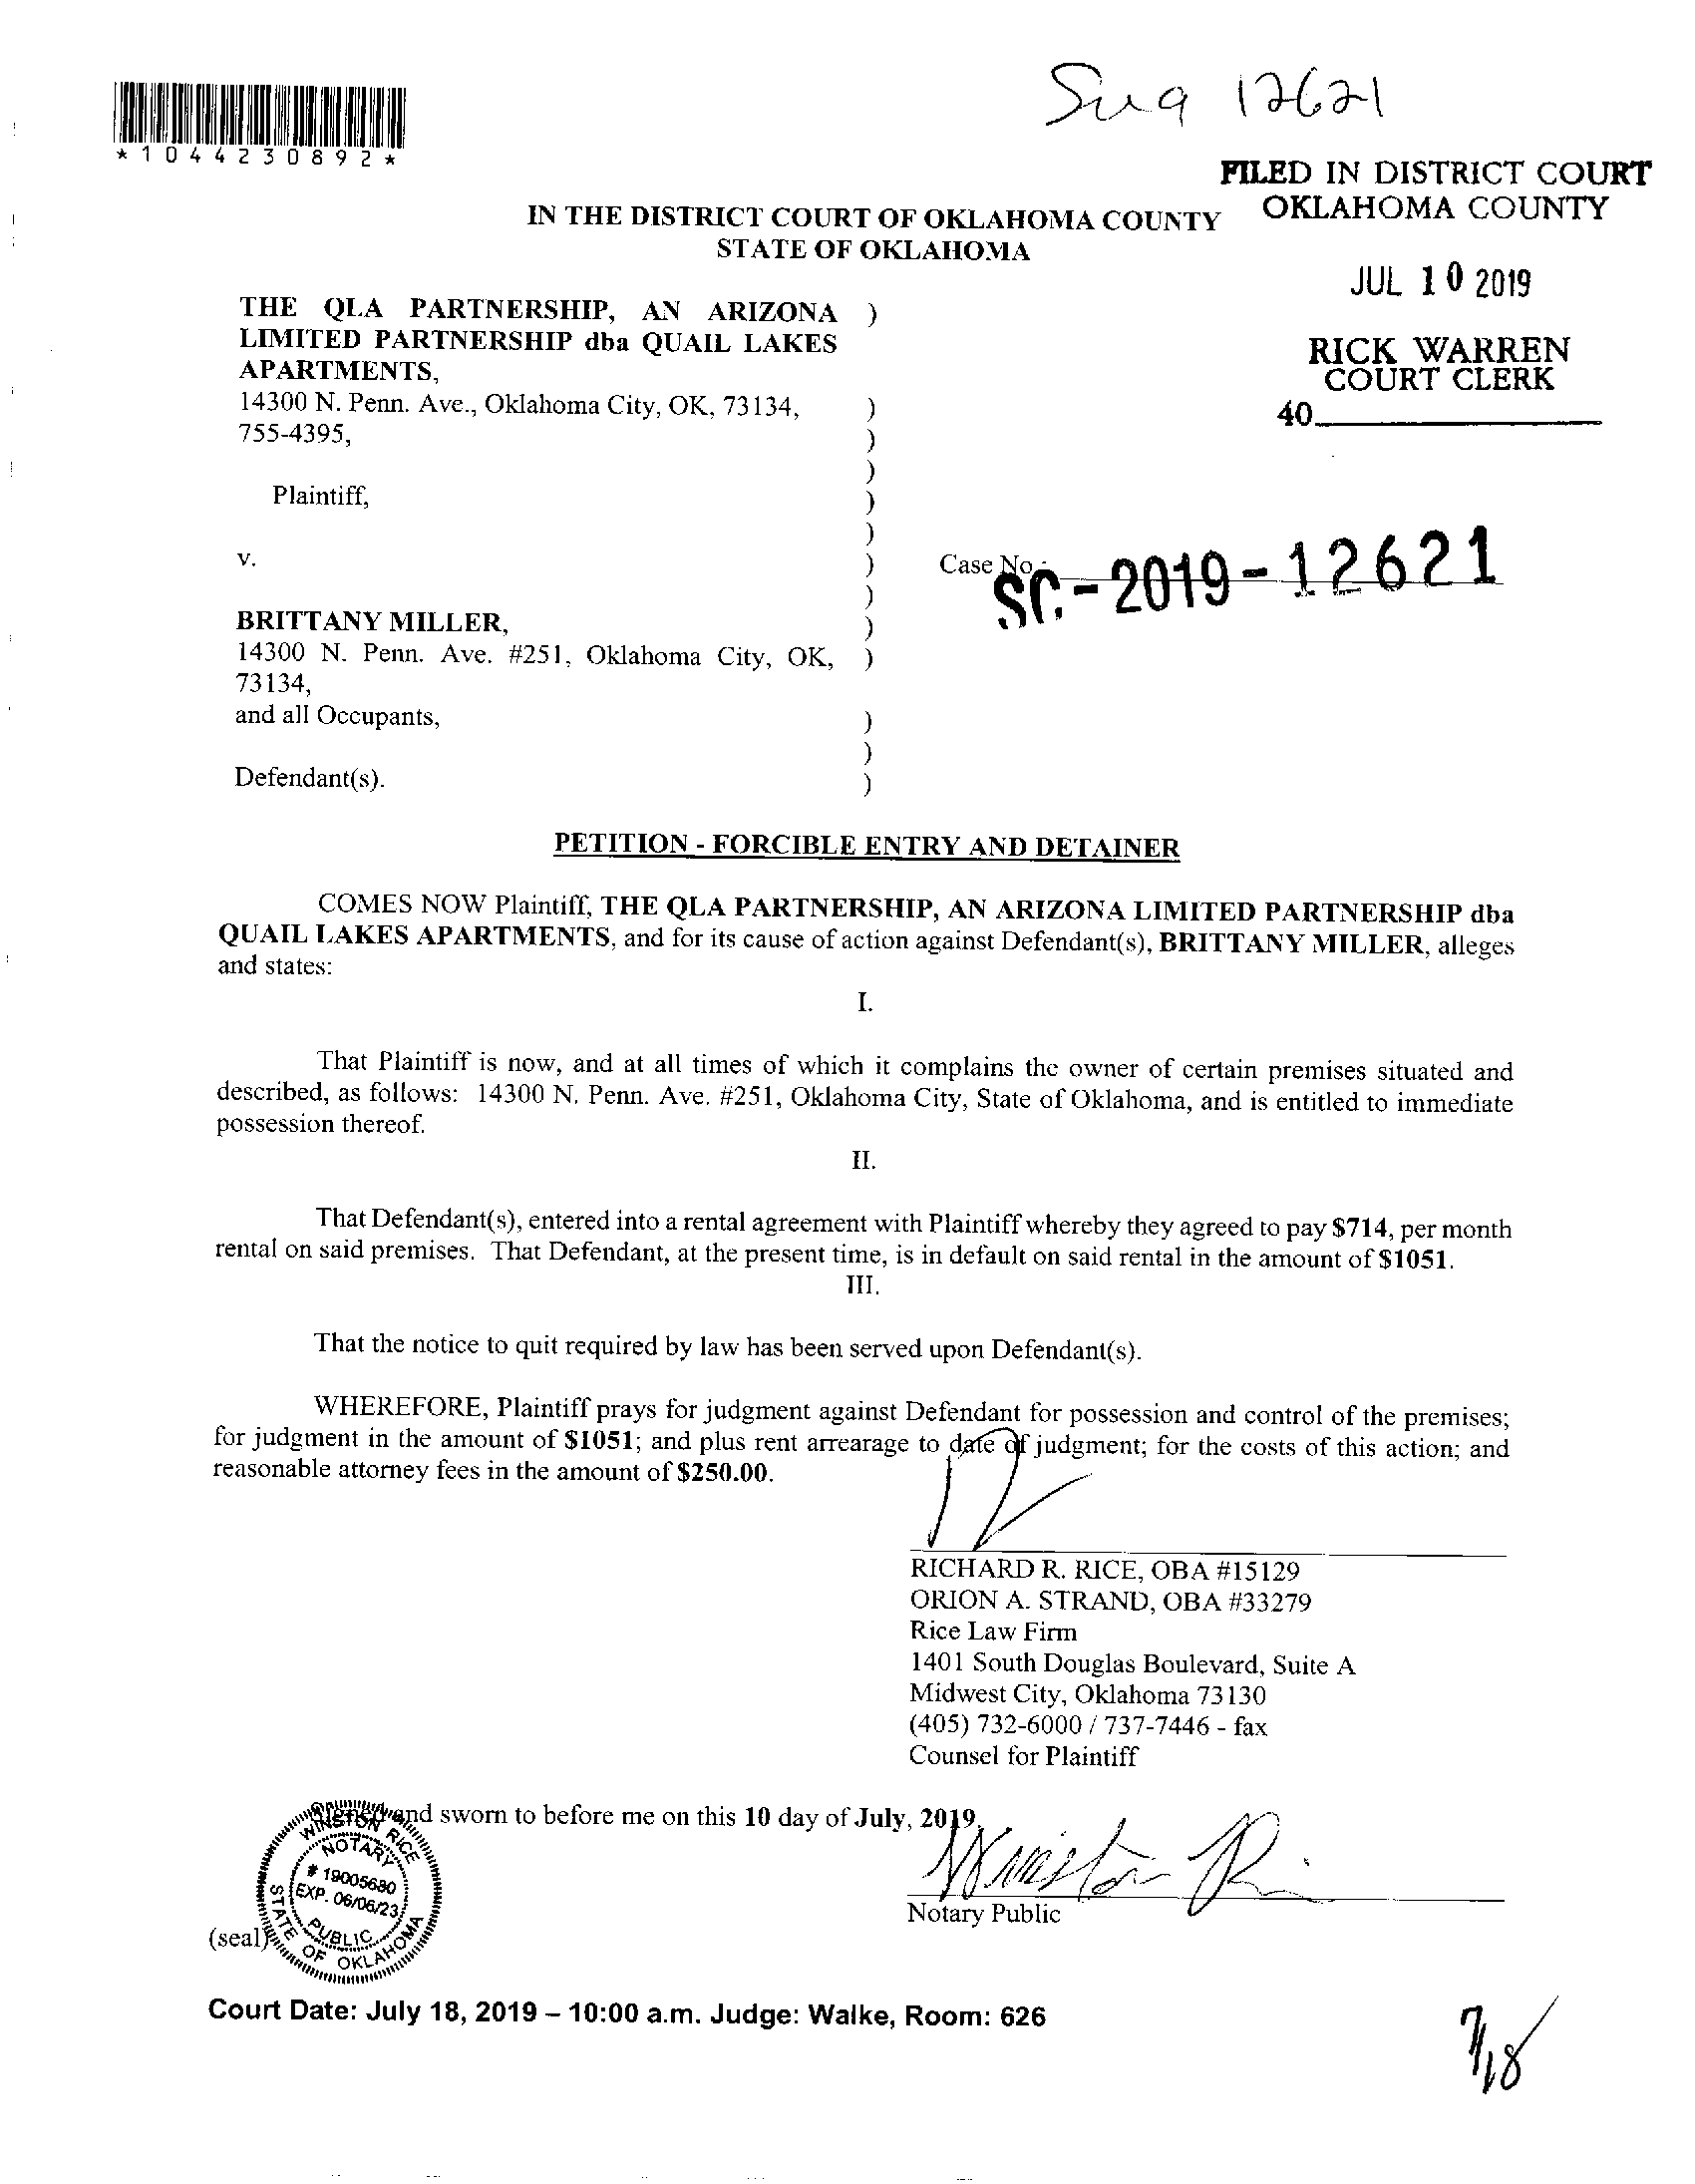 Sug 12621
*1044230892*
FILED IN DISTRICT COURT
OKLAHOMA COUNTY
IN THE DISTRICT COURT OF OKLAHOMA COUNTY
STATE OF OKLAHOMA
JUL 10 2019
RICK WARREN
COURT CLERK
40
THE QLA PARTNERSHIP, AN ARIZONA )
LIMITED PARTNERSHIP dba QUAIL LAKES
APARTMENTS,
14300 N. Penn. Ave., Oklahoma City, OK, 73134, )
755-4395, )
)
Plaintiff, )
)
v. )
Case No.: SC-2019-12621
)
BRITTANY MILLER, )
14300 N. Penn. Ave. #251, Oklahoma City, OK, )
73134,
and all Occupants, )
)
Defendant(s). )
PETITION - FORCIBLE ENTRY AND DETAINER
COMES NOW Plaintiff, THE QLA PARTNERSHIP, AN ARIZONA LIMITED PARTNERSHIP dba
QUAIL LAKES APARTMENTS, and for its cause of action against Defendant(s), BRITTANY MILLER, alleges
and states:
I.
That Plaintiff is now, and at all times of which it complains the owner of certain premises situated and
described, as follows: 14300 N. Penn. Ave. #251, Oklahoma City, State of Oklahoma, and is entitled to immediate
possession thereof.
II.
That Defendant(s), entered into a rental agreement with Plaintiff whereby they agreed to pay $714, per month
rental on said premises. That Defendant, at the present time, is in default on said rental in the amount of $1051.
III.
That the notice to quit required by law has been served upon Defendant(s).
WHEREFORE, Plaintiff prays for judgment against Defendant for possession and control of the premises;
for judgment in the amount of $1051; and plus rent arrearage to date of judgment; for the costs of this action; and
reasonable attorney fees in the amount of $250.00.
RICHARD R. RICE, OBA #15129
ORION A. STRAND, OBA #33279
Rice Law Firm
1401 South Douglas Boulevard, Suite A
Midwest City, Oklahoma 73130
(405) 732-6000 / 737-7446 - fax
Counsel for Plaintiff
Signed and sworn to before me on this 10 day of July, 2019.
WINSTON RICE
NOTARY
# 19005680
EXP. 06/06/23
PUBLIC
STATE OF OKLAHOMA
Notary Public
(seal)
Court Date: July 18, 2019 – 10:00 a.m. Judge: Walke, Room: 626
7/18